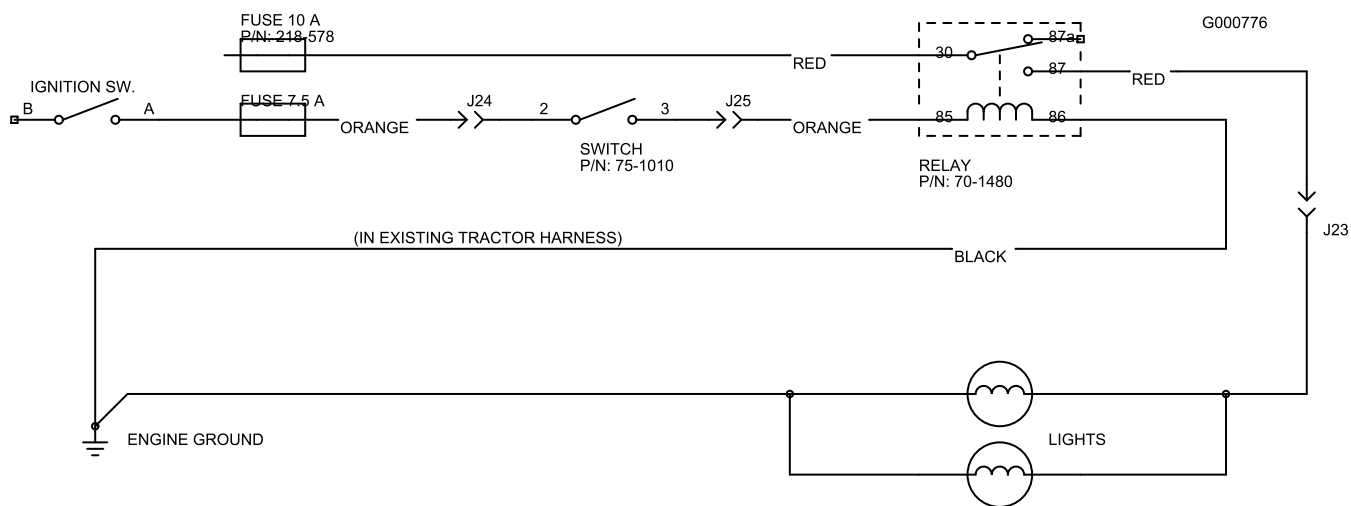 FUSE 10 A
P/N: 218-578
G000776
87a
30
RED
87
RED
IGNITION SW.
B
A
FUSE 7.5 A
ORANGE
J24
2
3
J25
ORANGE
85
86
SWITCH
P/N: 75-1010
RELAY
P/N: 70-1480
J23
(IN EXISTING TRACTOR HARNESS)
BLACK
ENGINE GROUND
LIGHTS